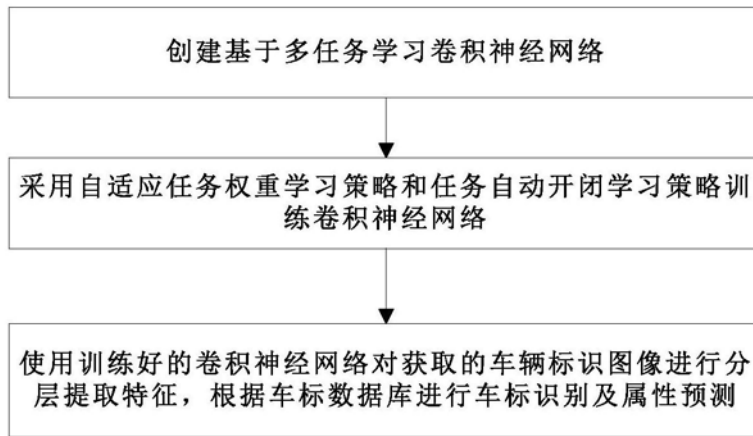 创建基于多任务学习卷积神经网络
采用自适应任务权重学习策略和任务自动开闭学习策略训
练卷积神经网络
使用训练好的卷积神经网络对获取的车辆标识图像进行分
层提取特征，根据车标数据库进行车标识别及属性预测